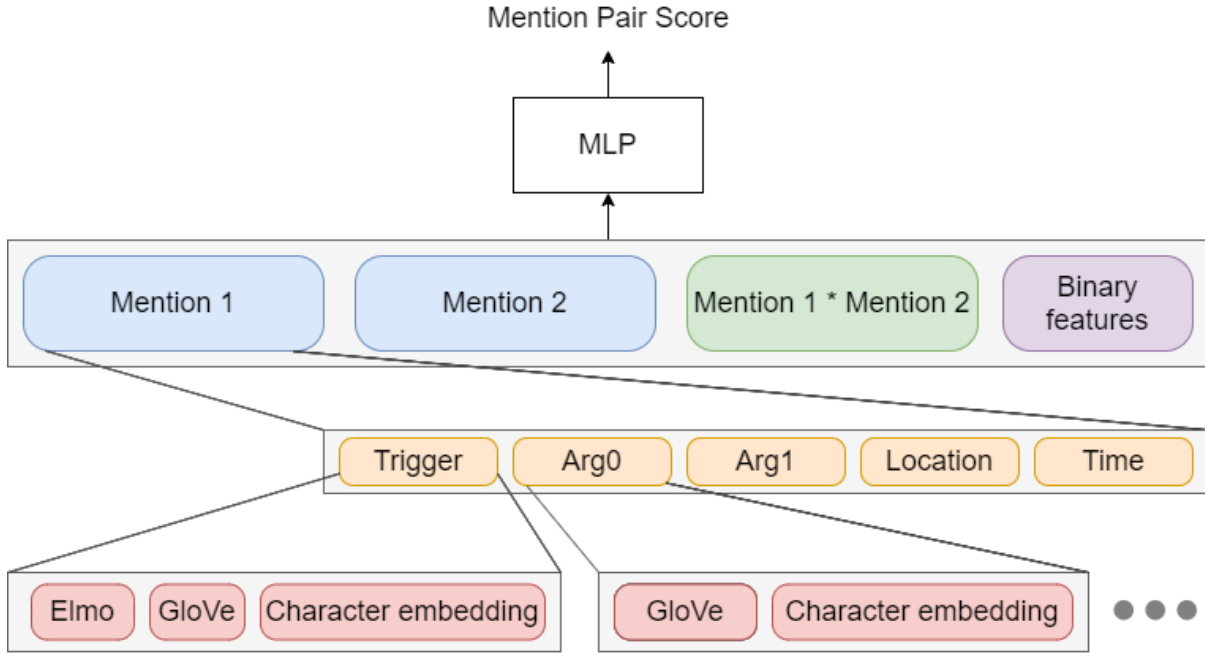 Mention Pair Score
MLP
Mention 1
Mention 2
Mention 1 * Mention 2
Binary
features
Trigger
Arg0
Arg1
Location
Time
Elmo
GloVe
Character embedding
GloVe
Character embedding